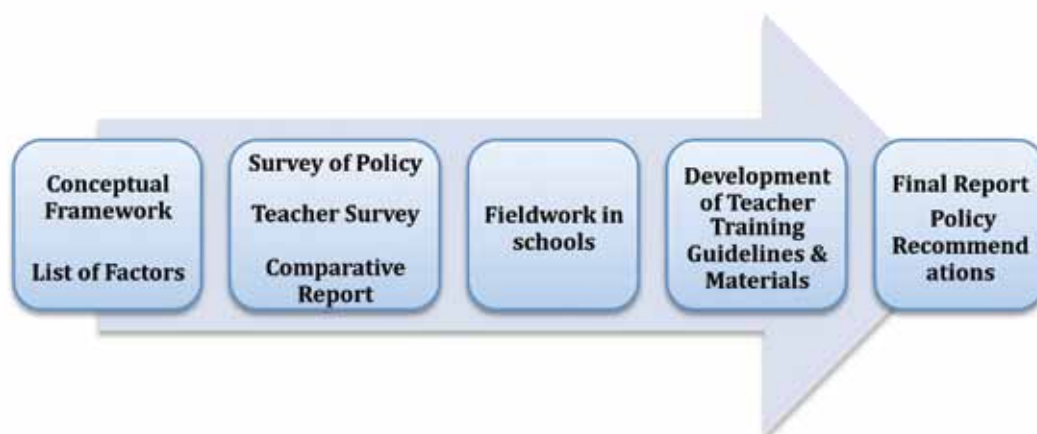 Conceptual
Framework
List of Factors
Survey of Policy
Teacher Survey
Comparative
Report
Fieldwork in
schools
Development
of Teacher
Training
Guidelines &
Materials
Final Report
Policy
Recommend
ations